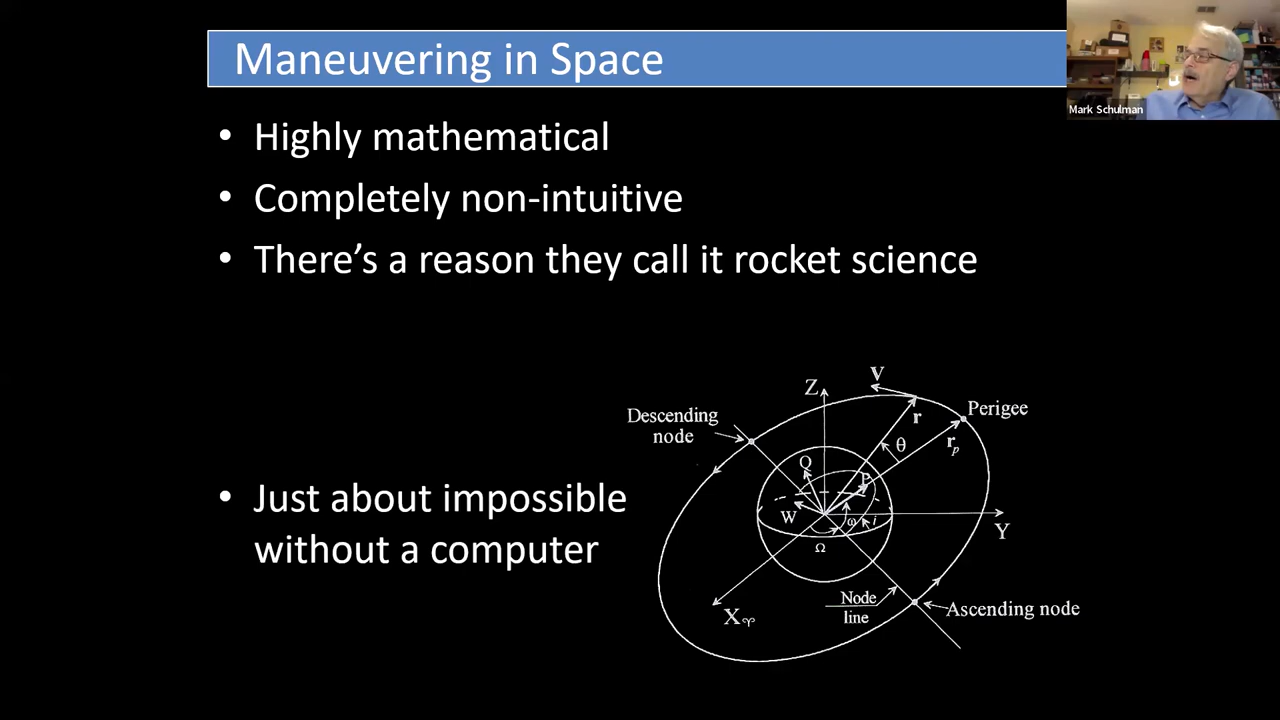 Maneuvering in Space
Mark Schulman
• Highly mathematical
• Completely non-intuitive
• There’s a reason they call it rocket science
• Just about impossible
without a computer
V
Z
Perigee
r
Descending
node
θ
r_p
Q
P
W
ω
i
Y
Ω
Node
line
Ascending node
X♈